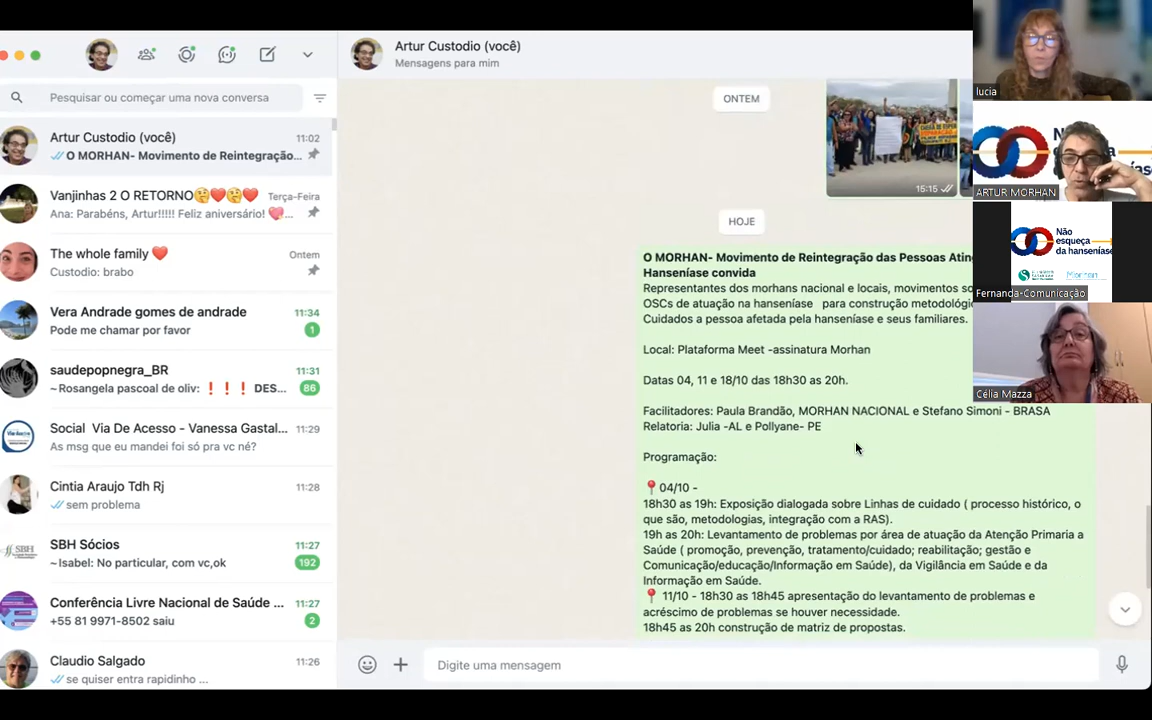 Pesquisar ou começar uma nova conversa
Artur Custodio (você)
11:02
O MORHAN- Movimento de Reintegração...
Vanjinhas 2 O RETORNO🤔❤️🤔❤️
Terça-Feira
Ana: Parabéns, Artur!!!!! Feliz aniversário! 💖...
The whole family ❤️
Ontem
Custodio: brabo
Vera Andrade gomes de andrade
11:34
Pode me chamar por favor
1
saudepopnegra_BR
11:31
~Rosangela pascoal de oliv: ❗❗❗DES...
86
Social Via De Acesso - Vanessa Gastal...
11:29
As msg que eu mandei foi só pra vc né?
Cintia Araujo Tdh Rj
11:28
sem problema
SBH Sócios
11:27
~Isabel: No particular, com vc,ok
192
Conferência Livre Nacional de Saúde ...
11:27
+55 81 9971-8502 saiu
2
Claudio Salgado
11:26
se quiser entra rapidinho ...
Artur Custodio (você)
Mensagens para mim
ONTEM
15:15
HOJE
O MORHAN- Movimento de Reintegração das Pessoas Ating
Hanseníase convida
Representantes dos morhans nacional e locais, movimentos so
OSCs de atuação na hanseníase para construção metodológi
Cuidados a pessoa afetada pela hanseníase e seus familiares.
Local: Plataforma Meet -assinatura Morhan
Datas 04, 11 e 18/10 das 18h30 as 20h.
Facilitadores: Paula Brandão, MORHAN NACIONAL e Stefano Simoni - BRASA
Relatoria: Julia -AL e Pollyane- PE
Programação:
📍04/10 -
18h30 as 19h: Exposição dialogada sobre Linhas de cuidado ( processo histórico, o
que são, metodologias, integração com a RAS).
19h as 20h: Levantamento de problemas por área de atuação da Atenção Primaria a
Saúde ( promoção, prevenção, tratamento/cuidado; reabilitação; gestão e
Comunicação/educação/Informação em Saúde), da Vigilância em Saúde e da
Informação em Saúde.
📍 11/10 - 18h30 as 18h45 apresentação do levantamento de problemas e
acréscimo de problemas se houver necessidade.
18h45 as 20h construção de matriz de propostas.
Digite uma mensagem
lucia
ARTUR MORHAN
Não
esqueça
da hanseníase
Morhan
Fernanda-Comunicação
Célia Mazza